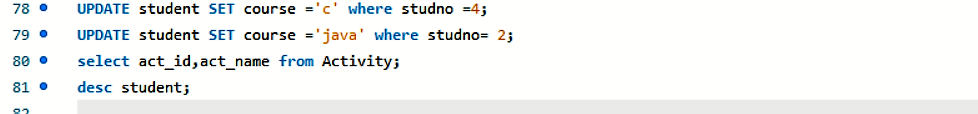 78 UPDATE student SET course ='c' where studno =4;
79 UPDATE student SET course ='java' where studno= 2;
80 select act_id,act_name from Activity;
81 desc student;
82